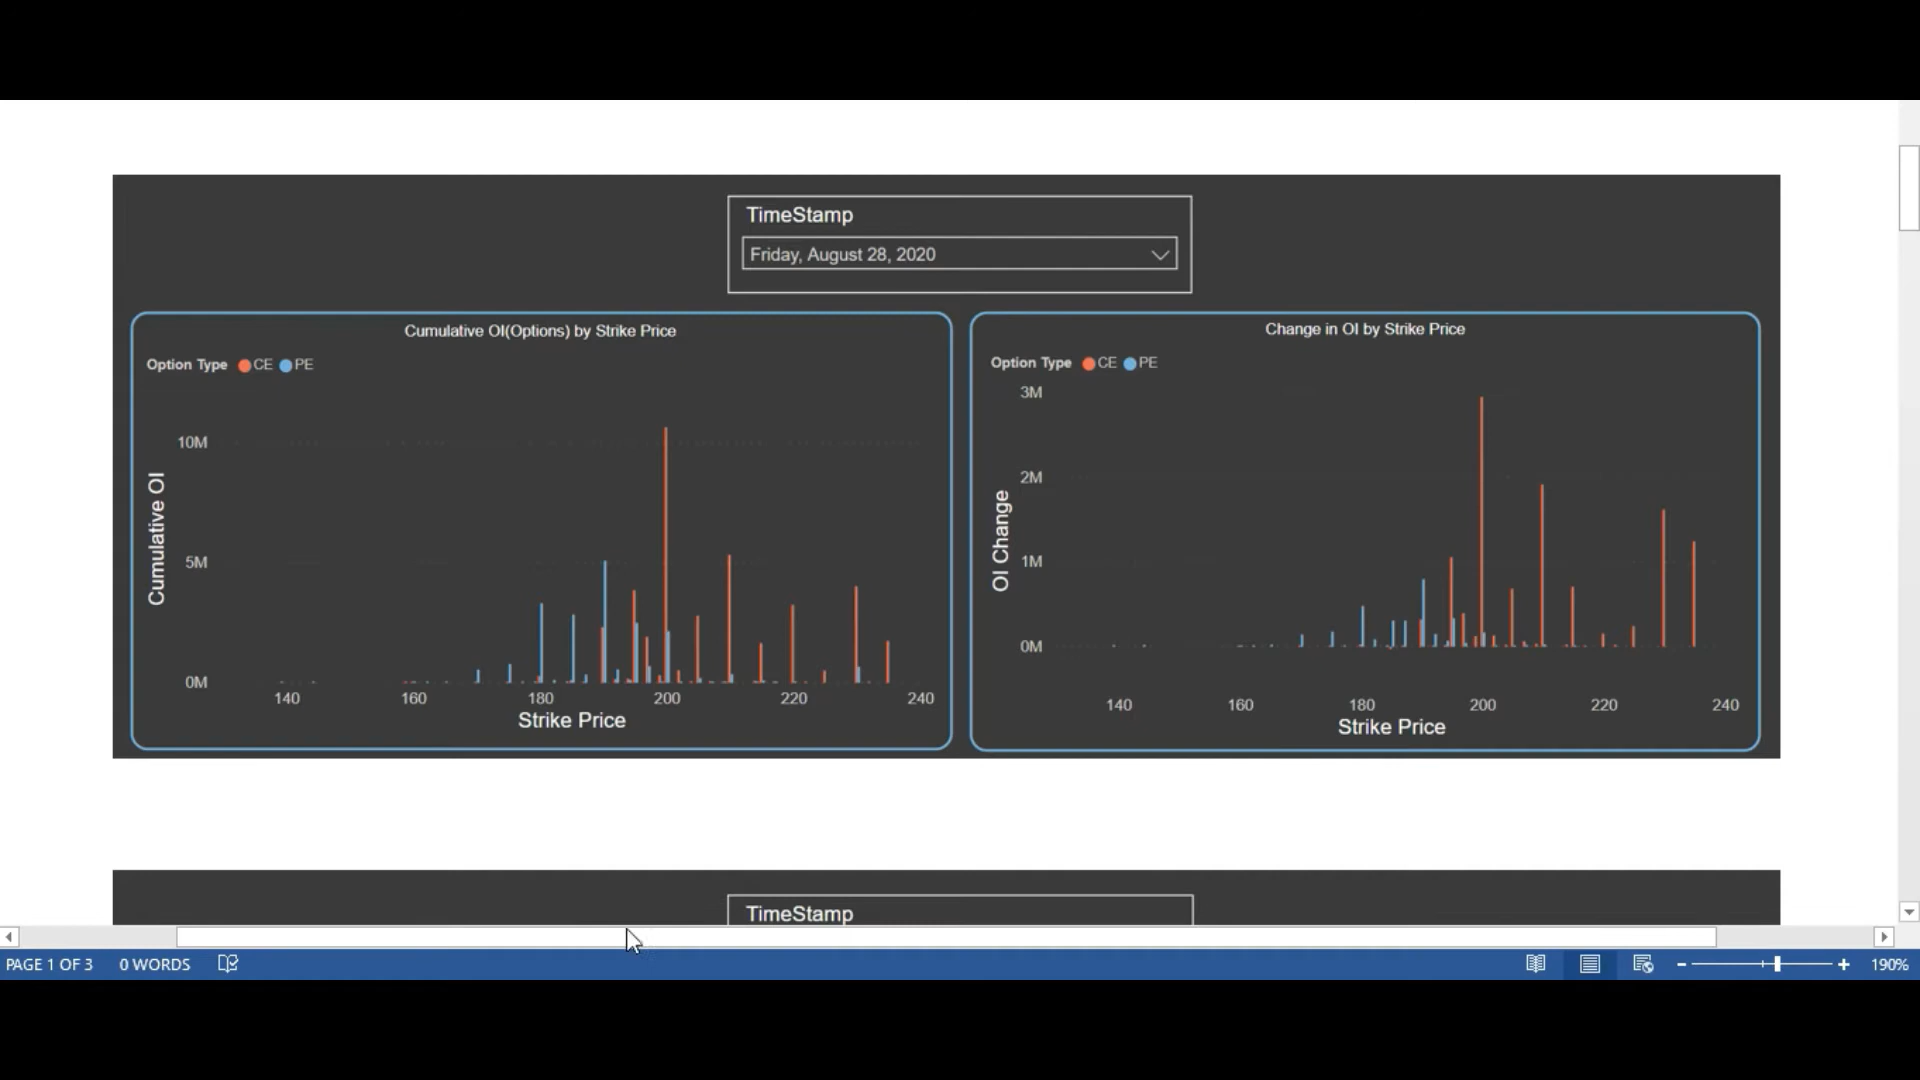 TimeStamp
Friday, August 28, 2020
Cumulative OI(Options) by Strike Price
Option Type CE PE
Cumulative OI
10M
5M
0M
140 160 180 200 220 240
Strike Price
Change in OI by Strike Price
Option Type CE PE
OI Change
3M
2M
1M
0M
140 160 180 200 220 240
Strike Price
TimeStamp
PAGE 1 OF 3 0 WORDS 190%